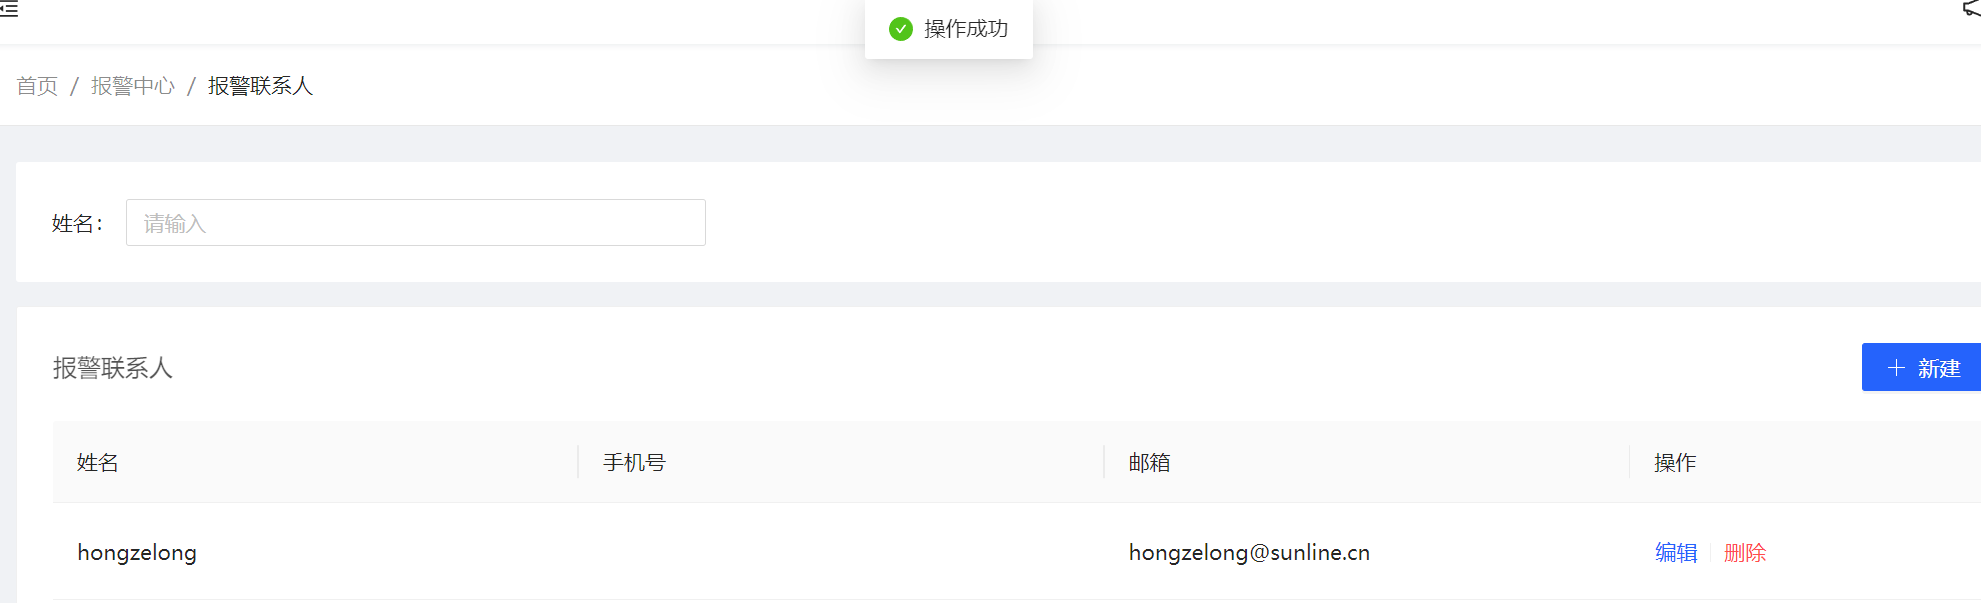 操作成功
首页 / 报警中心 / 报警联系人
姓名： 请输入
报警联系人
新建
姓名 手机号 邮箱 操作
hongzelong hongzelong@sunline.cn 编辑 删除